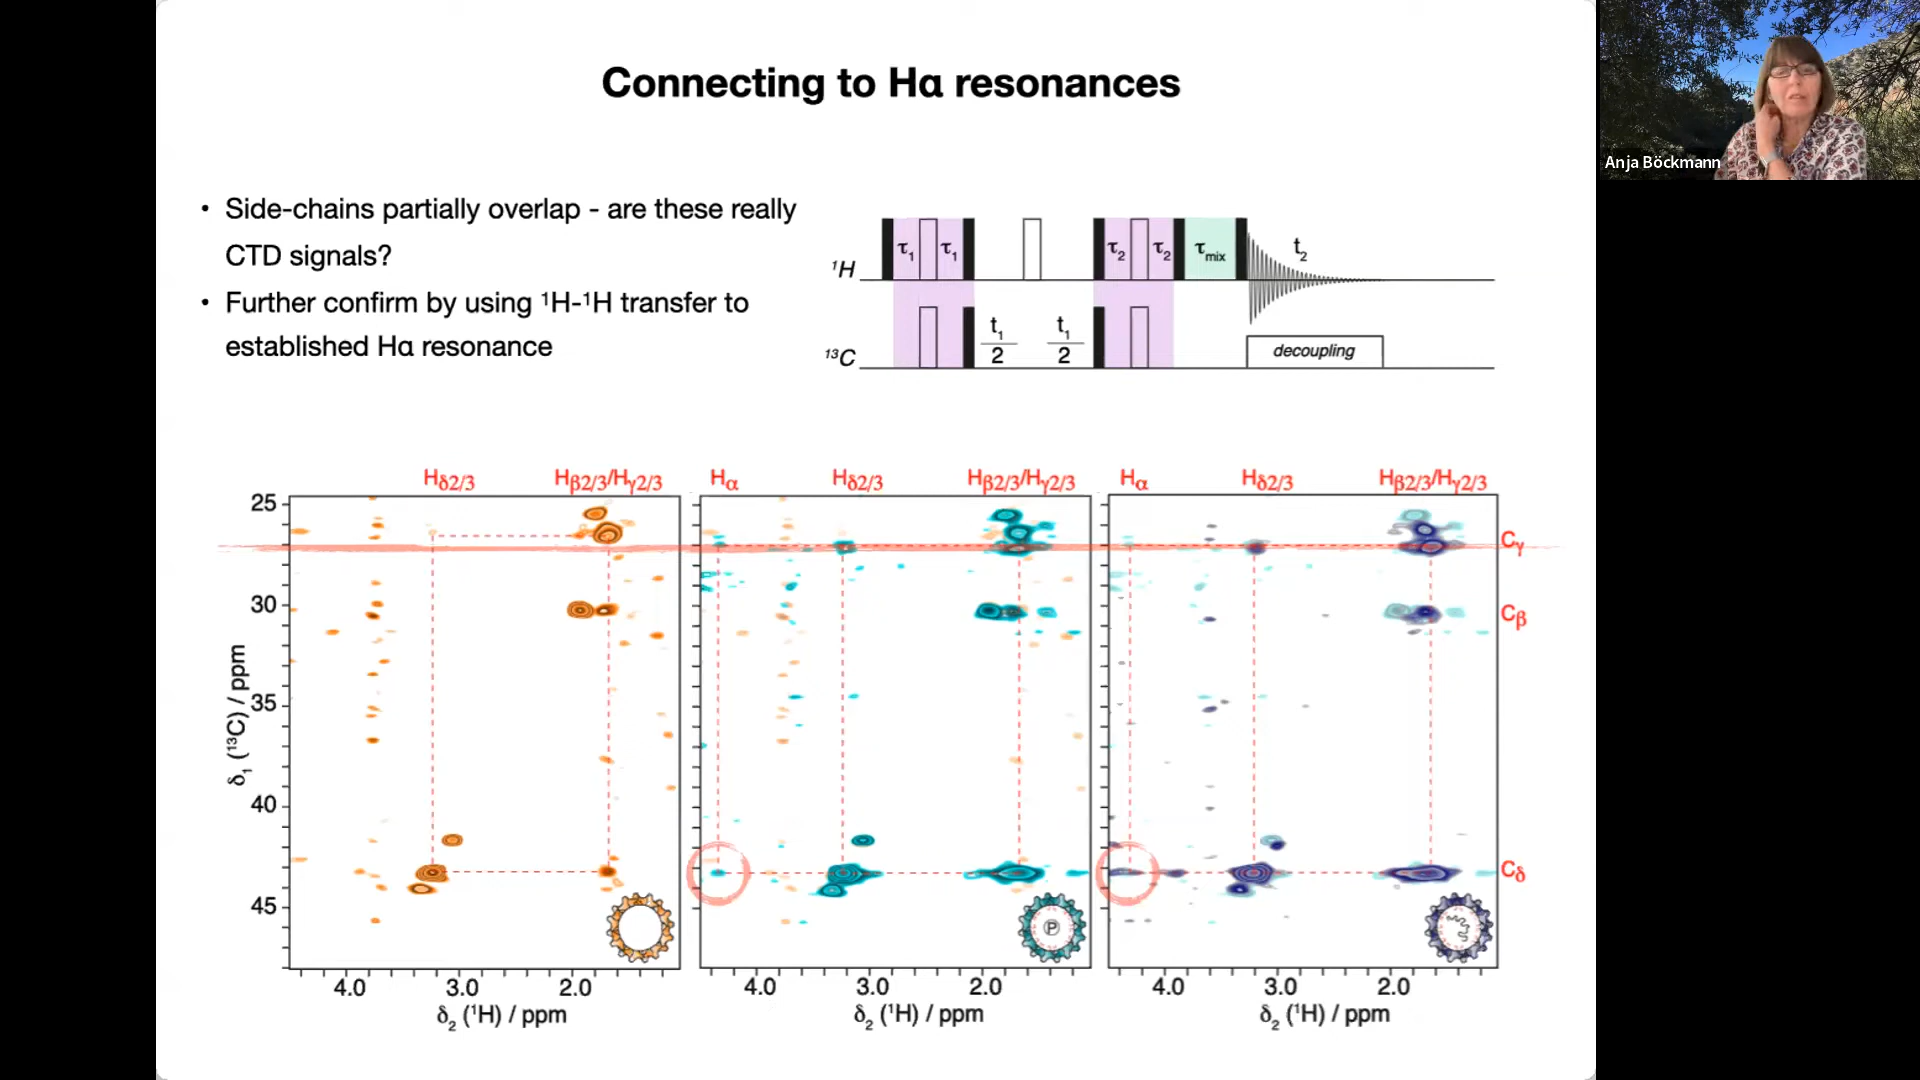 Connecting to Hα resonances
Anja Böckmann
• Side-chains partially overlap - are these really
CTD signals?
• Further confirm by using ¹H-¹H transfer to
established Hα resonance
¹H
τ₁ τ₁ τ₂ τ₂ τmix t₂
¹³C
t₁/2 t₁/2 decoupling
Hδ2/3 Hβ2/3/Hγ2/3 Hα Hδ2/3 Hβ2/3/Hγ2/3 Hα Hδ2/3 Hβ2/3/Hγ2/3
25
Cγ
30
Cβ
35
40
Cδ
45
δ₁ (¹³C) / ppm
P
4.0 3.0 2.0 4.0 3.0 2.0 4.0 3.0 2.0
δ₂ (¹H) / ppm δ₂ (¹H) / ppm δ₂ (¹H) / ppm